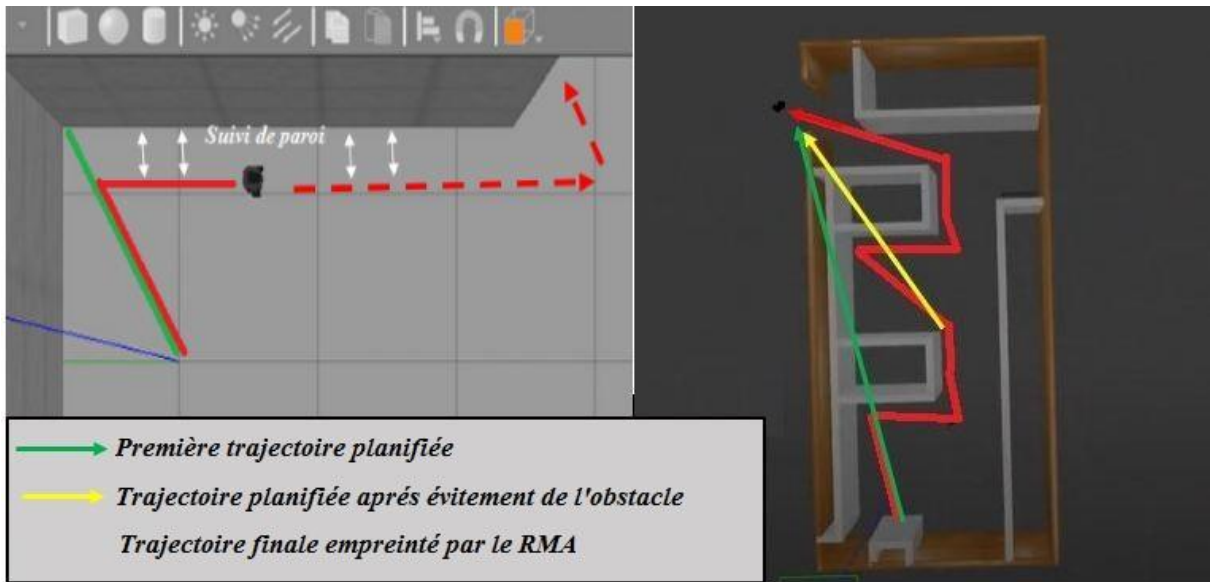 Suivi de paroi
Première trajectoire planifiée
Trajectoire planifiée aprés évitement de l'obstacle
Trajectoire finale empreinté par le RMA